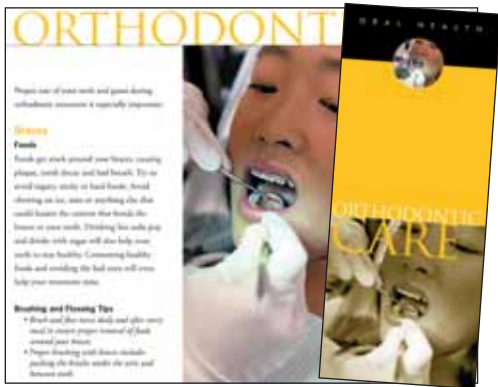 ORTHODONT
Proper care of your teeth and gums during
orthodontic treatment is especially important.
Braces
Foods
Foods get stuck around your braces, causing
plaque, tooth decay and bad breath. Try to
avoid sugary, sticky or hard foods. Avoid
chewing on ice, nuts or anything else that
could loosen the cement that bonds the
braces to your teeth. Drinking less soda pop
and drinks with sugar will also help your
teeth to stay healthy. Consuming healthy
foods and avoiding the bad ones will even
help your treatment time.
Brushing and Flossing Tips
• Brush and floss twice daily and after every
meal to ensure proper removal of foods
around your braces.
• Proper brushing with braces includes
pushing the bristles under the wire and
between teeth.
ORAL HEALTH
ORTHODONTIC
CARE